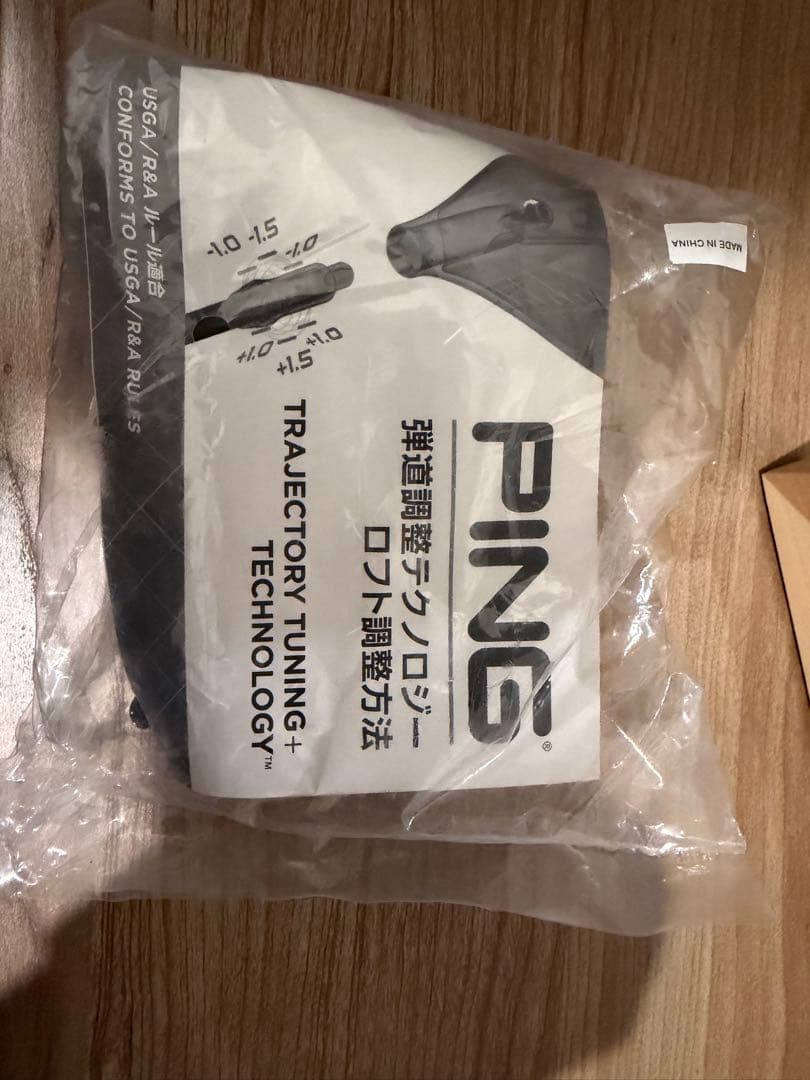 PING®
弾道調整テクノロジー
ロフト調整方法
TRAJECTORY TUNING+
TECHNOLOGY™
-1.0
-1.5
-1.0
+1.0
+1.5
+1.0
USGA/R&A ルール適合
CONFORMS TO USGA/R&A RULES
MADE IN CHINA